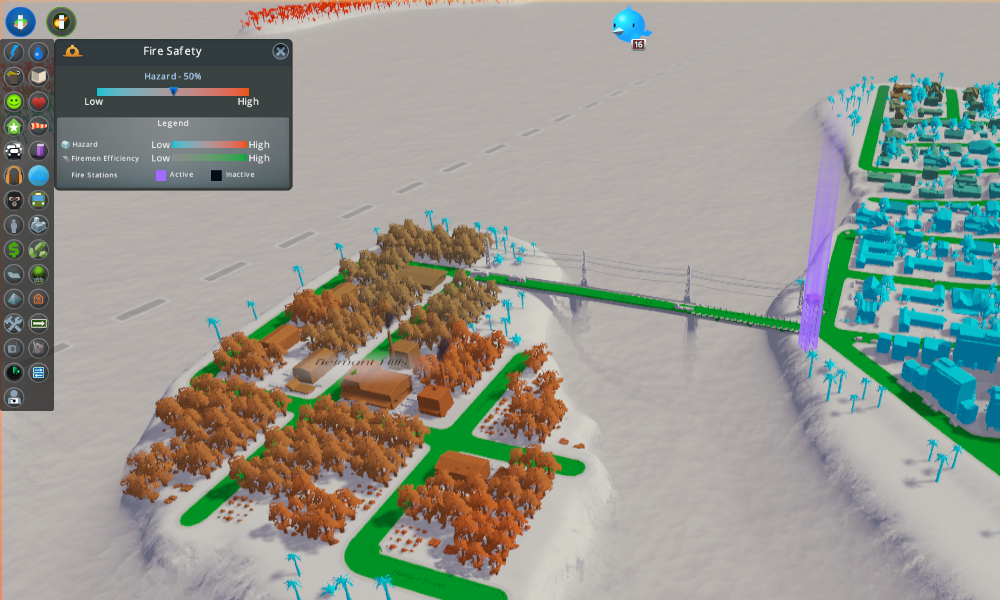 Fire Safety
Hazard - 50%
Low High
Legend
Hazard Low High
Firemen Efficiency Low High
Fire Stations Active Inactive
16